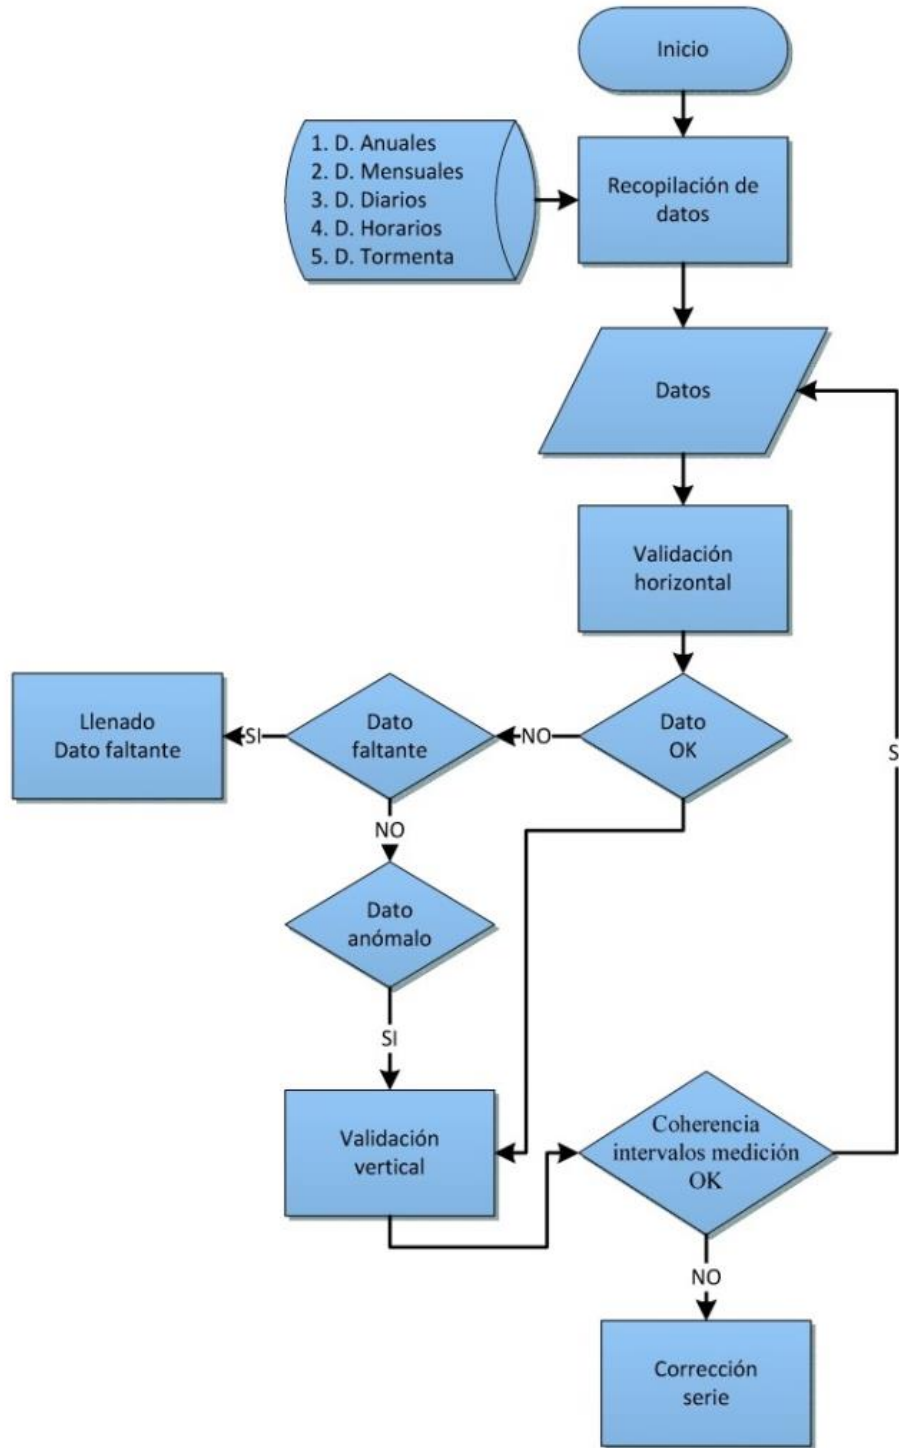 Inicio
1. D. Anuales
2. D. Mensuales
3. D. Diarios
4. D. Horarios
5. D. Tormenta
Recopilación de
datos
Datos
Validación
horizontal
Llenado
Dato faltante
SI
Dato
faltante
NO
Dato
OK
S
NO
Dato
anómalo
SI
Validación
vertical
Coherencia
intervalos medición
OK
NO
Corrección
serie